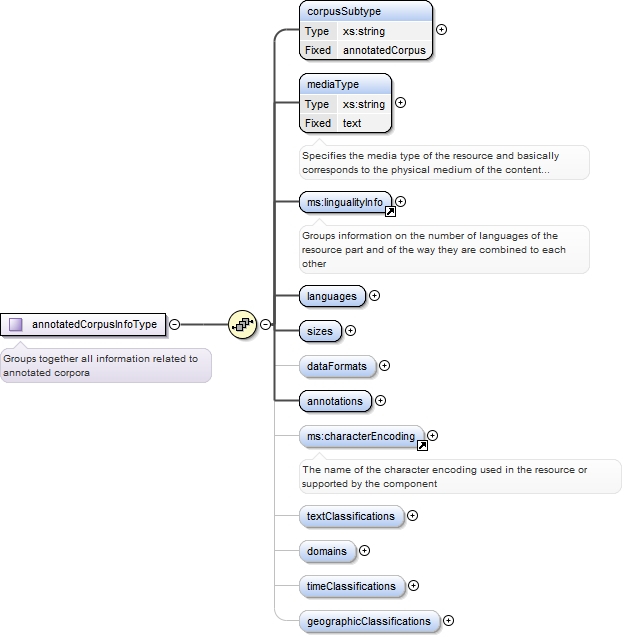 corpusSubtype
Type xs:string
Fixed annotatedCorpus
mediaType
Type xs:string
Fixed text
Specifies the media type of the resource and basically
corresponds to the physical medium of the content...
ms:lingualityInfo
Groups information on the number of languages of the
resource part and of the way they are combined to each
other
languages
annotatedCorpusInfoType
Groups together all information related to
annotated corpora
sizes
dataFormats
annotations
ms:characterEncoding
The name of the character encoding used in the resource or
supported by the component
textClassifications
domains
timeClassifications
geographicClassifications